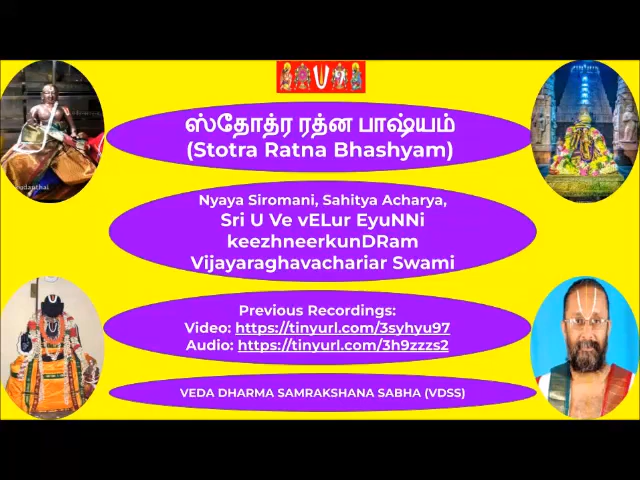 ஸ்தோத்ர ரத்ன பாஷ்யம்
(Stotra Ratna Bhashyam)
Nyaya Siromani, Sahitya Acharya,
Sri U Ve vELur EyuNNi
keezhneerkunDRam
Vijayaraghavachariar Swami
Previous Recordings:
Video: https://tinyurl.com/3syhyu97
Audio: https://tinyurl.com/3h9zzzs2
VEDA DHARMA SAMRAKSHANA SABHA (VDSS)